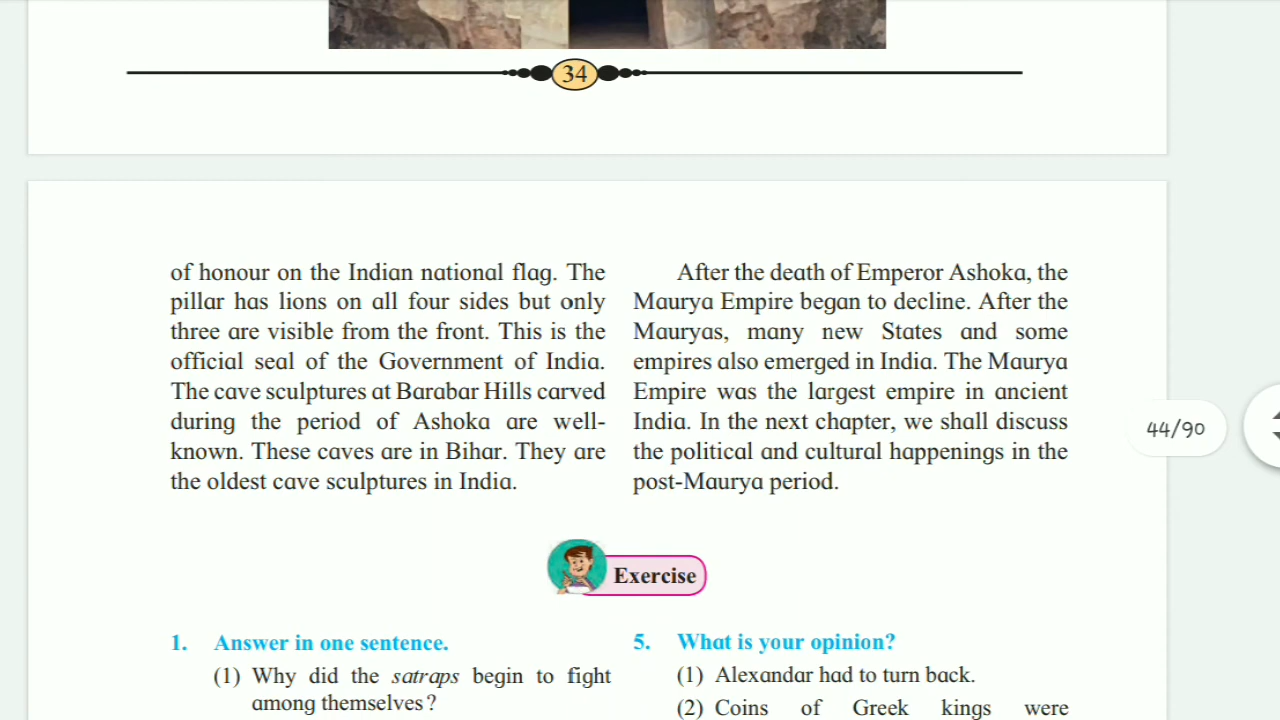 34
of honour on the Indian national flag. The
pillar has lions on all four sides but only
three are visible from the front. This is the
official seal of the Government of India.
The cave sculptures at Barabar Hills carved
during the period of Ashoka are well-
known. These caves are in Bihar. They are
the oldest cave sculptures in India.
After the death of Emperor Ashoka, the
Maurya Empire began to decline. After the
Mauryas, many new States and some
empires also emerged in India. The Maurya
Empire was the largest empire in ancient
India. In the next chapter, we shall discuss
the political and cultural happenings in the
post-Maurya period.
44/90
Exercise
1. Answer in one sentence.
(1) Why did the satraps begin to fight
among themselves?
5. What is your opinion?
(1) Alexandar had to turn back.
(2) Coins of Greek kings were